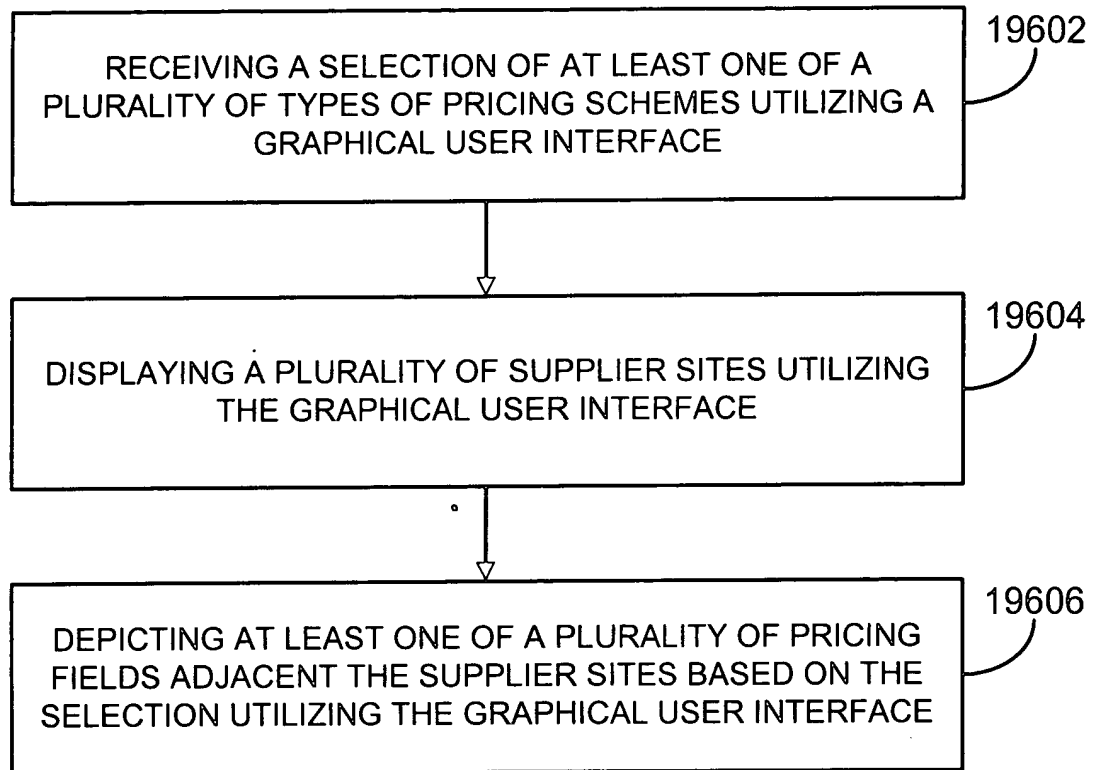 19602
RECEIVING A SELECTION OF AT LEAST ONE OF A
PLURALITY OF TYPES OF PRICING SCHEMES UTILIZING A
GRAPHICAL USER INTERFACE
19604
DISPLAYING A PLURALITY OF SUPPLIER SITES UTILIZING
THE GRAPHICAL USER INTERFACE
19606
DEPICTING AT LEAST ONE OF A PLURALITY OF PRICING
FIELDS ADJACENT THE SUPPLIER SITES BASED ON THE
SELECTION UTILIZING THE GRAPHICAL USER INTERFACE